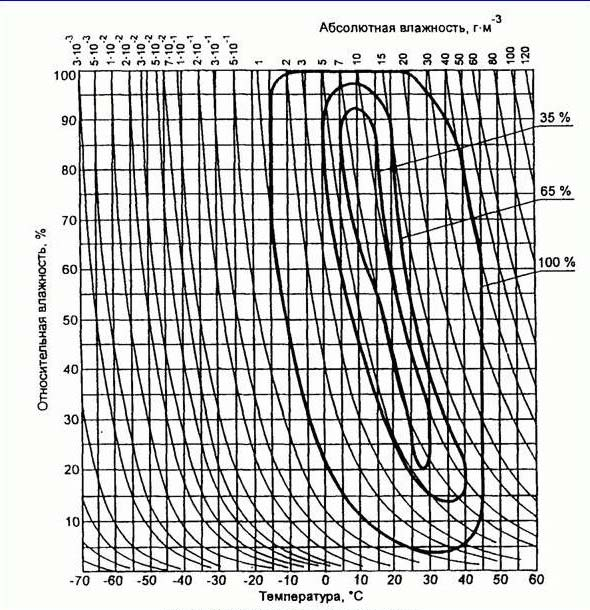 Абсолютная влажность, г·м⁻³
3·10⁻³ 5·10⁻² 1·10⁻² 2·10⁻² 3·10⁻² 5·10⁻² 7·10⁻² 1·10⁻¹ 2·10⁻¹ 3·10⁻¹ 5·10⁻¹ 1 2 3 5 7 10 15 20 30 40 50 60 80 100 120
100
90
80
70
60
50
40
30
20
10
35 %
65 %
100 %
Относительная влажность, %
-70 -60 -50 -40 -30 -20 -10 0 10 20 30 40 50 60
Температура, °C